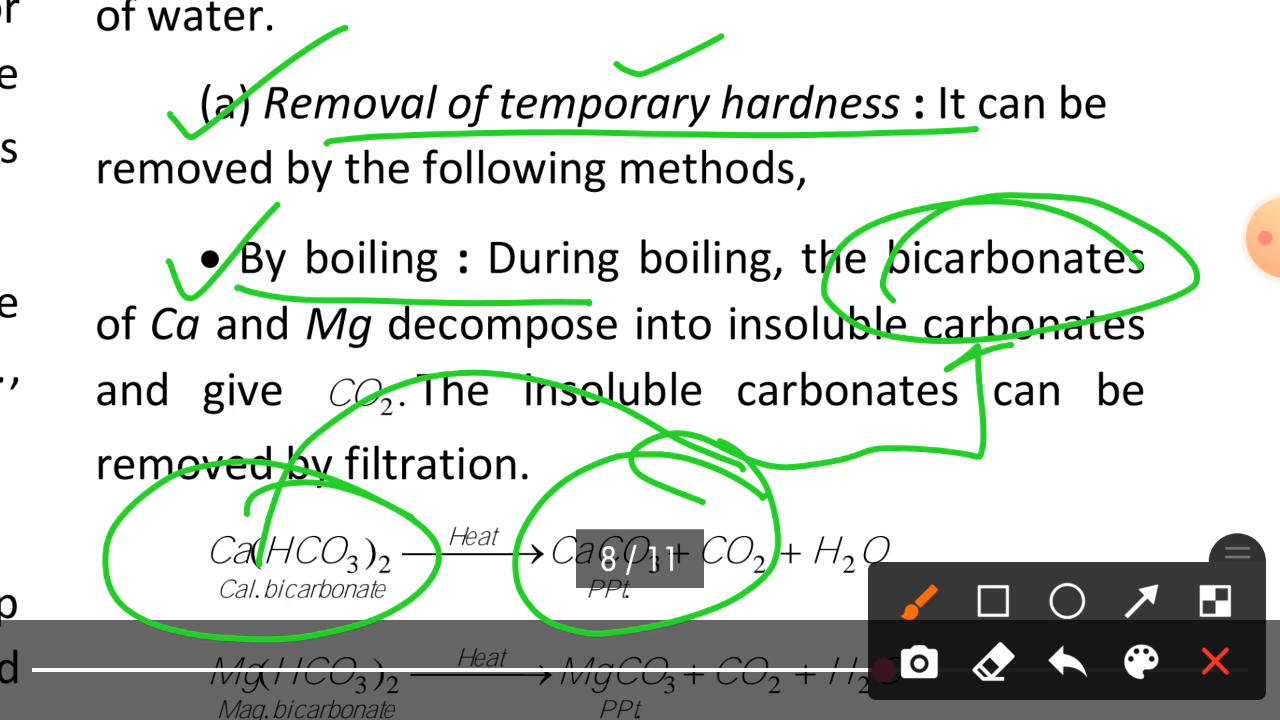 of water.
(a) Removal of temporary hardness : It can be
removed by the following methods,
• By boiling : During boiling, the bicarbonates
of Ca and Mg decompose into insoluble carbonates
and give CO₂. The insoluble carbonates can be
removed by filtration.
Ca(HCO₃)₂ —Heat→ CaCO₃ + CO₂ + H₂O
Cal. bicarbonate PPt.
8 / 11
Mg(HCO₃)₂ —Heat→ MgCO₃ + CO₂ + H₂O
Mag. bicarbonate PPt.